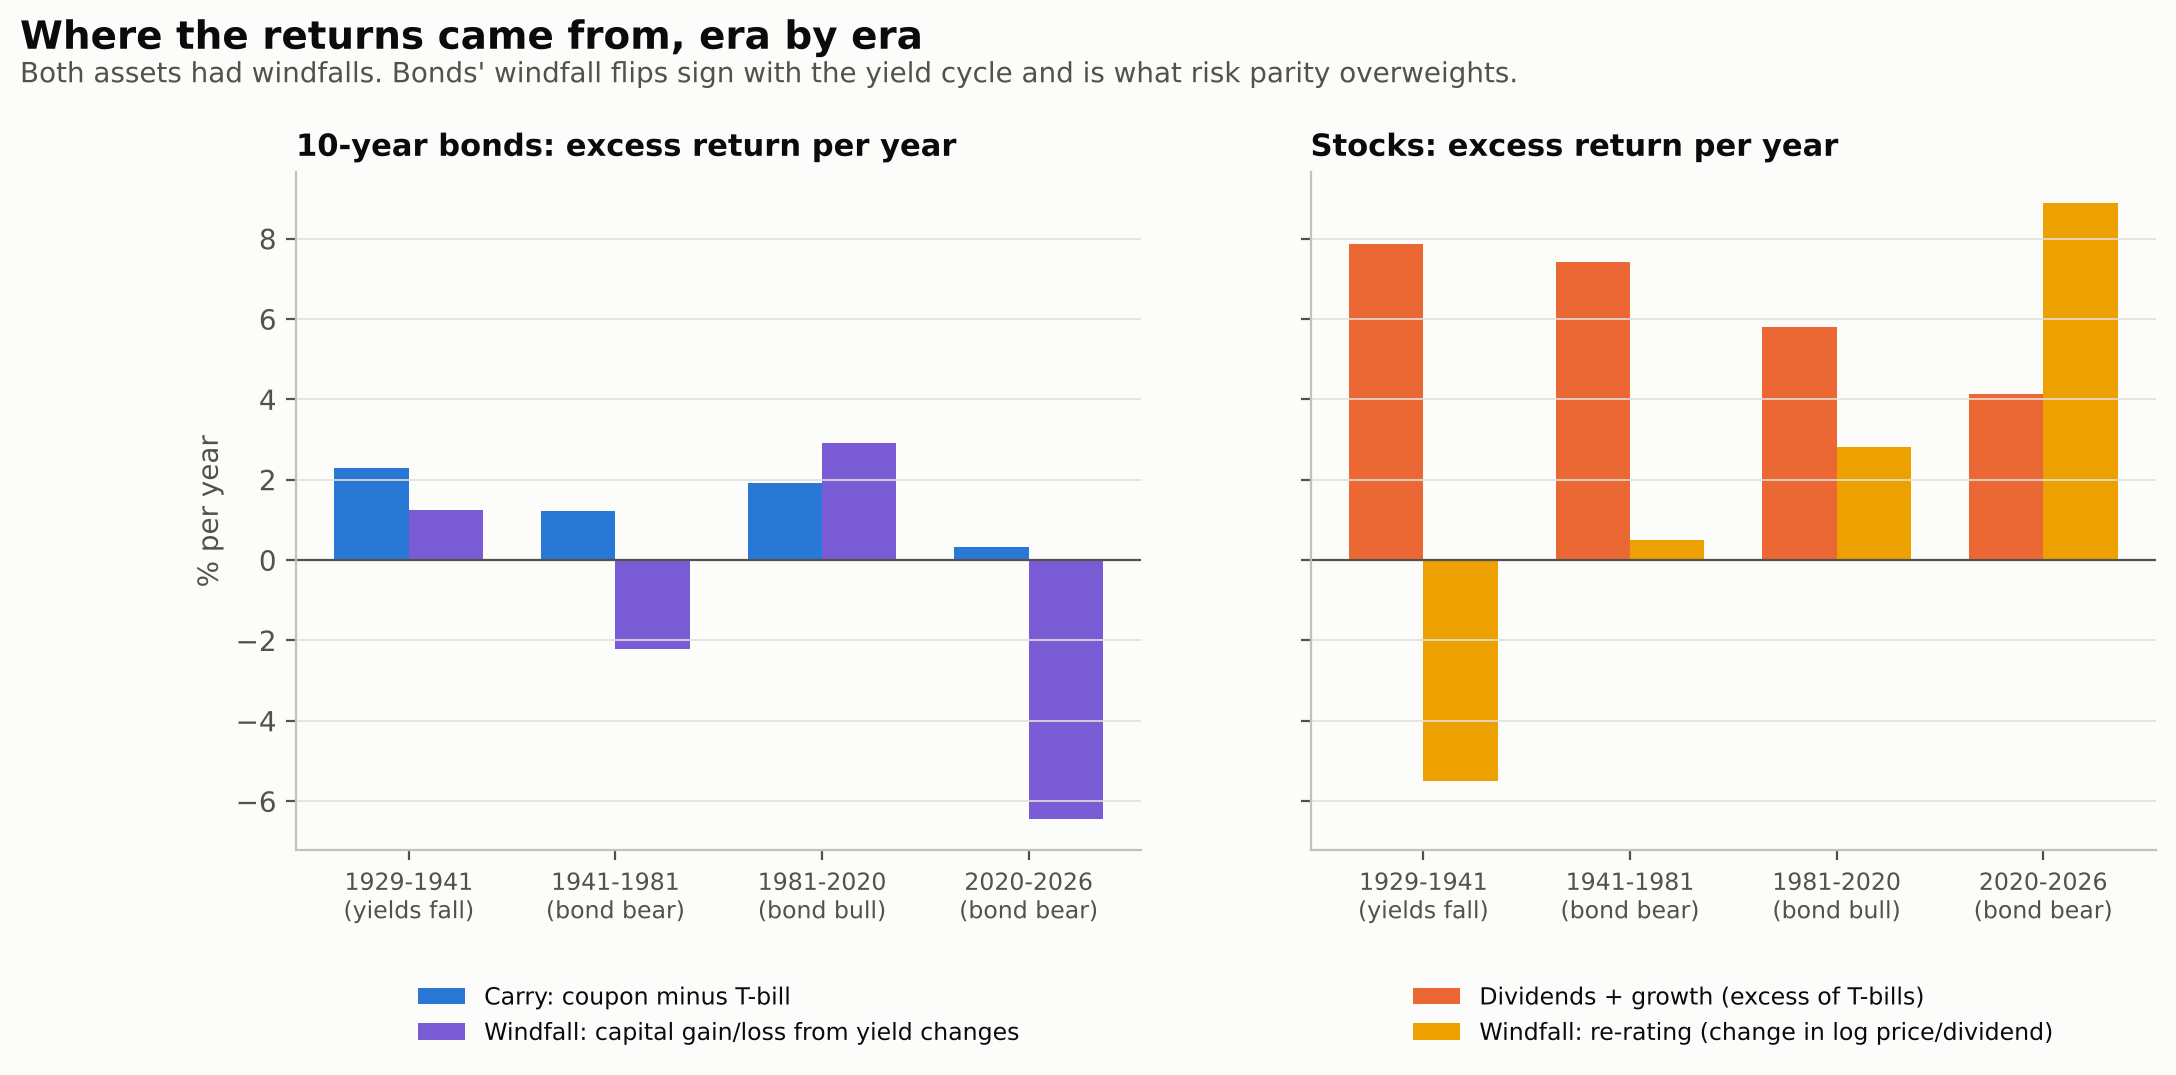 Where the returns came from, era by era
Both assets had windfalls. Bonds' windfall flips sign with the yield cycle and is what risk parity overweights.
10-year bonds: excess return per year
% per year
8
6
4
2
0
−2
−4
−6
1929-1941
(yields fall)
1941-1981
(bond bear)
1981-2020
(bond bull)
2020-2026
(bond bear)
Carry: coupon minus T-bill
Windfall: capital gain/loss from yield changes
Stocks: excess return per year
1929-1941
(yields fall)
1941-1981
(bond bear)
1981-2020
(bond bull)
2020-2026
(bond bear)
Dividends + growth (excess of T-bills)
Windfall: re-rating (change in log price/dividend)